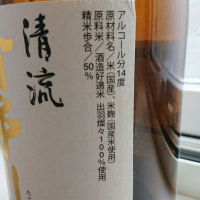 アルコール分14度
原材料名／米（国産）、米麹（国産米使用）
原料米／酒造好適米 出羽燦々100％使用
精米歩合／50％
清流